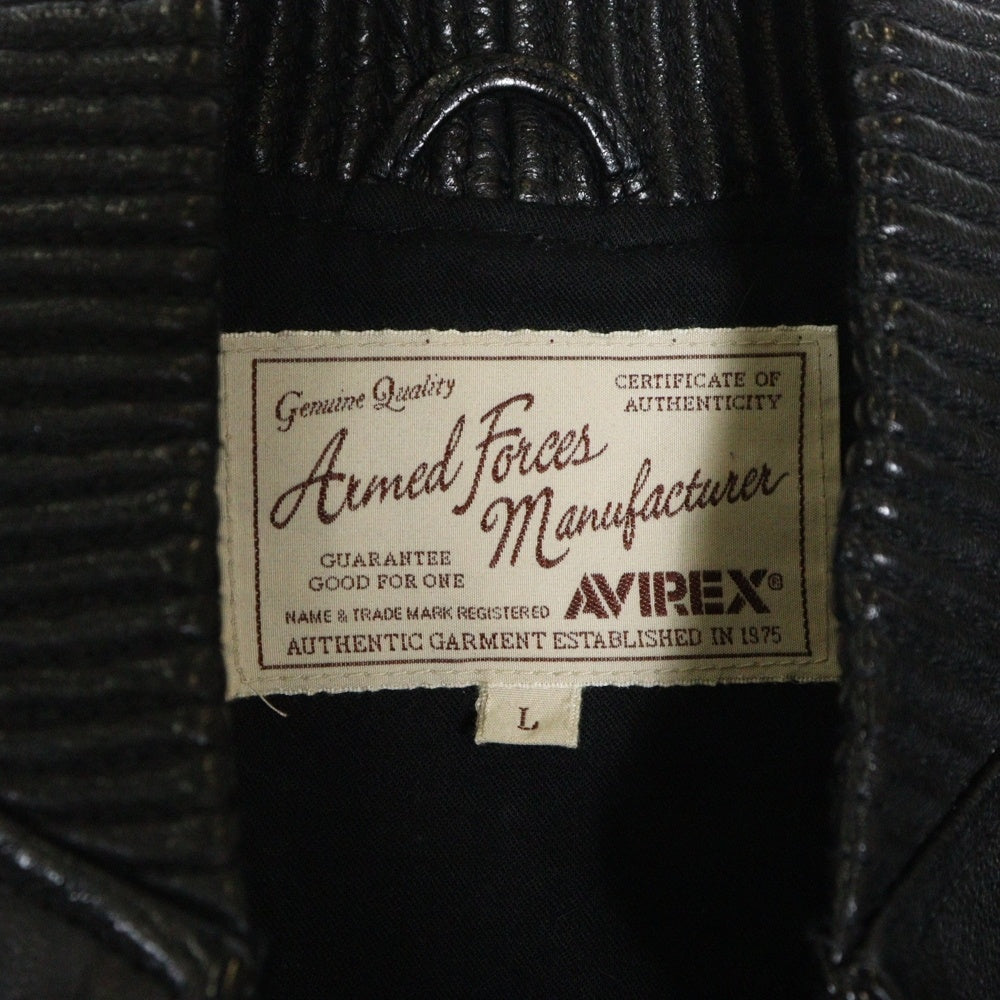 Genuine Quality
CERTIFICATE OF
AUTHENTICITY
Armed Forces
Manufacturer
GUARANTEE
GOOD FOR ONE
NAME & TRADE MARK REGISTERED
AVIREX®
AUTHENTIC GARMENT ESTABLISHED IN 1975
L